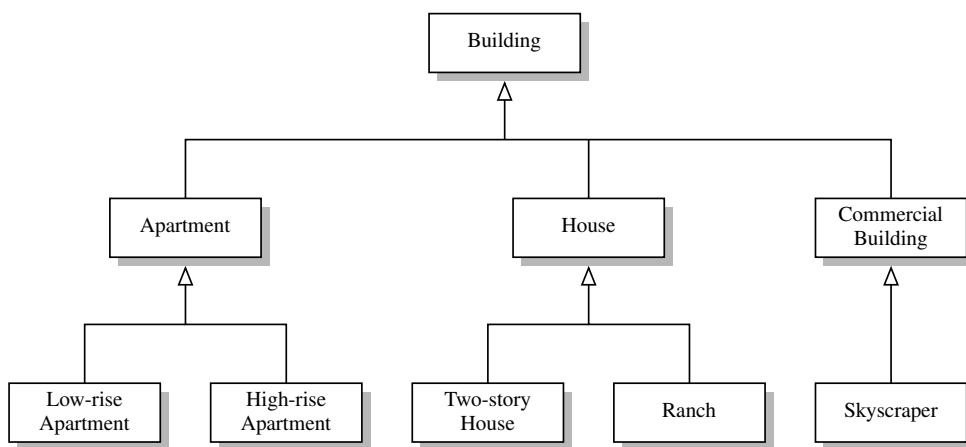 Building
Apartment
House
Commercial
Building
Low-rise
Apartment
High-rise
Apartment
Two-story
House
Ranch
Skyscraper